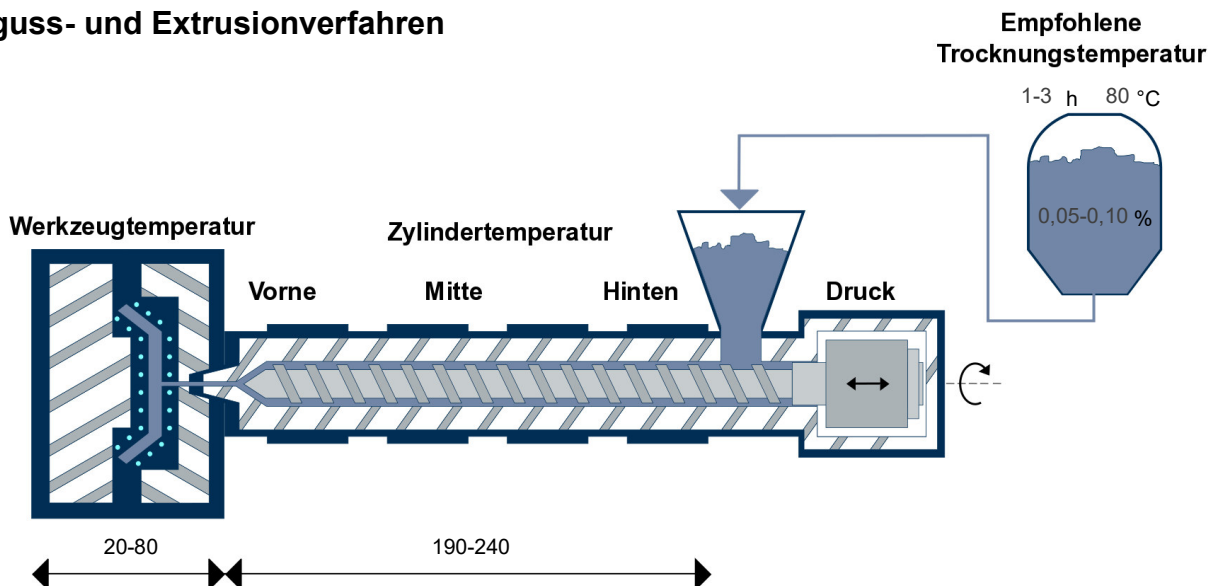 guss- und Extrusionverfahren
Empfohlene
Trocknungstemperatur
1-3 h 80 °C
0,05-0,10 %
Werkzeugtemperatur
Zylindertemperatur
Vorne Mitte Hinten Druck
20-80 190-240